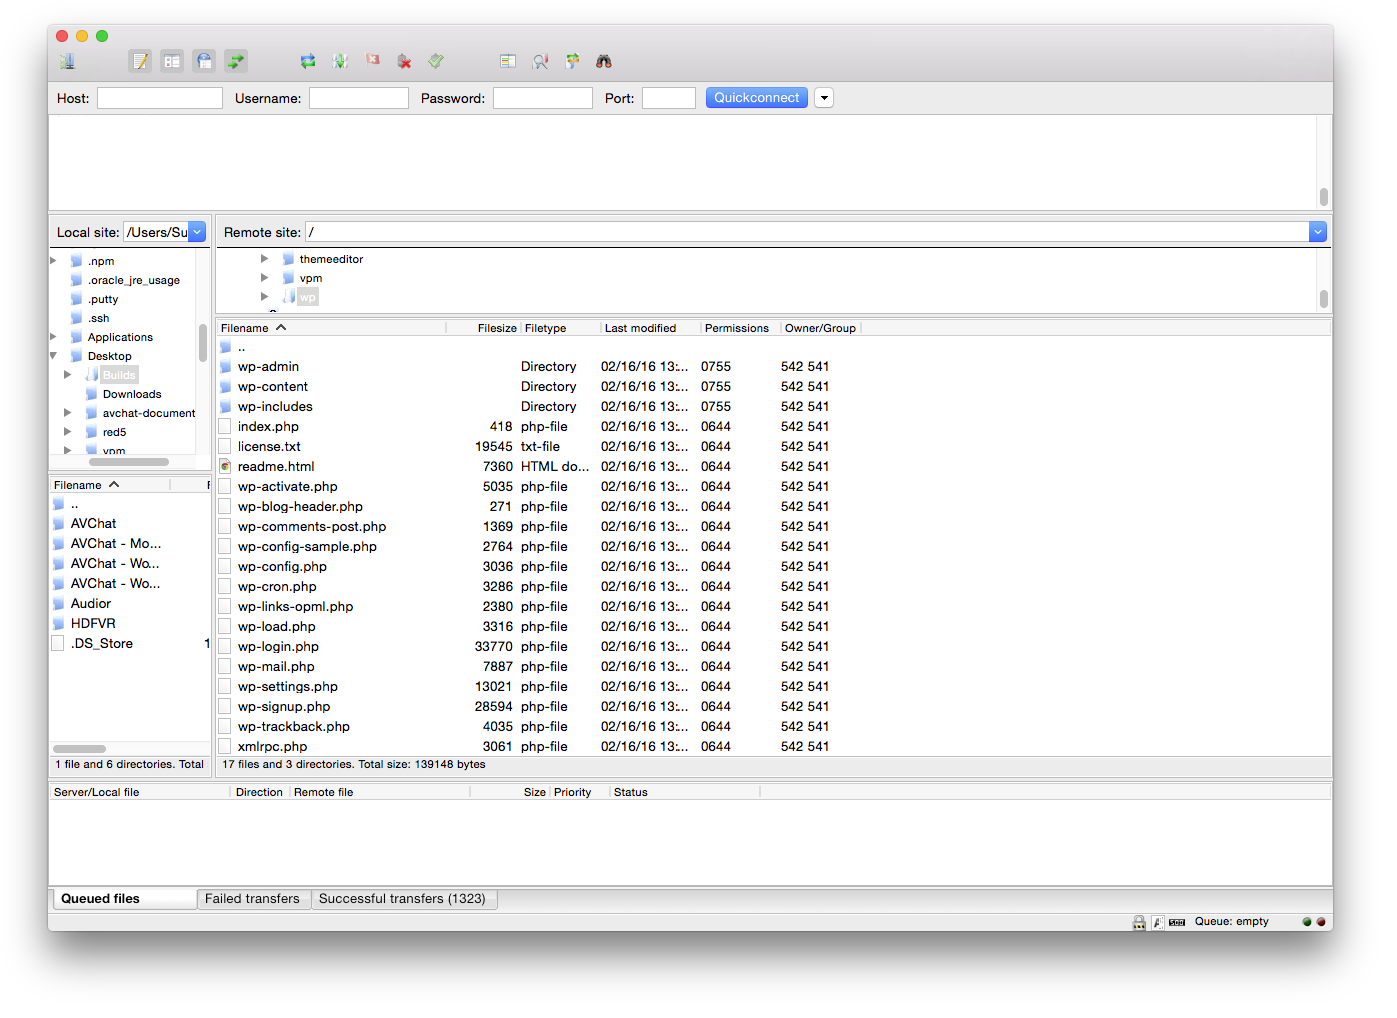 Host: Username: Password: Port: Quickconnect
Local site: /Users/Su
Remote site: /
.npm
.oracle_jre_usage
.putty
.ssh
Applications
Desktop
Builds
Downloads
avchat-document
red5
vpm
themeeditor
vpm
wp
Filename Filesize Filetype Last modified Permissions Owner/Group
..
wp-admin Directory 02/16/16 13:... 0755 542 541
wp-content Directory 02/16/16 13:... 0755 542 541
wp-includes Directory 02/16/16 13:... 0755 542 541
index.php 418 php-file 02/16/16 13:... 0644 542 541
license.txt 19545 txt-file 02/16/16 13:... 0644 542 541
readme.html 7360 HTML do... 02/16/16 13:... 0644 542 541
wp-activate.php 5035 php-file 02/16/16 13:... 0644 542 541
wp-blog-header.php 271 php-file 02/16/16 13:... 0644 542 541
wp-comments-post.php 1369 php-file 02/16/16 13:... 0644 542 541
wp-config-sample.php 2764 php-file 02/16/16 13:... 0644 542 541
wp-config.php 3036 php-file 02/16/16 13:... 0644 542 541
wp-cron.php 3286 php-file 02/16/16 13:... 0644 542 541
wp-links-opml.php 2380 php-file 02/16/16 13:... 0644 542 541
wp-load.php 3316 php-file 02/16/16 13:... 0644 542 541
wp-login.php 33770 php-file 02/16/16 13:... 0644 542 541
wp-mail.php 7887 php-file 02/16/16 13:... 0644 542 541
wp-settings.php 13021 php-file 02/16/16 13:... 0644 542 541
wp-signup.php 28594 php-file 02/16/16 13:... 0644 542 541
wp-trackback.php 4035 php-file 02/16/16 13:... 0644 542 541
xmlrpc.php 3061 php-file 02/16/16 13:... 0644 542 541
17 files and 3 directories. Total size: 139148 bytes
Filename F
..
AVChat
AVChat - Mo...
AVChat - Wo...
AVChat - Wo...
Audior
HDFVR
.DS_Store 1
1 file and 6 directories. Total
Server/Local file Direction Remote file Size Priority Status
Queued files Failed transfers Successful transfers (1323)
Queue: empty